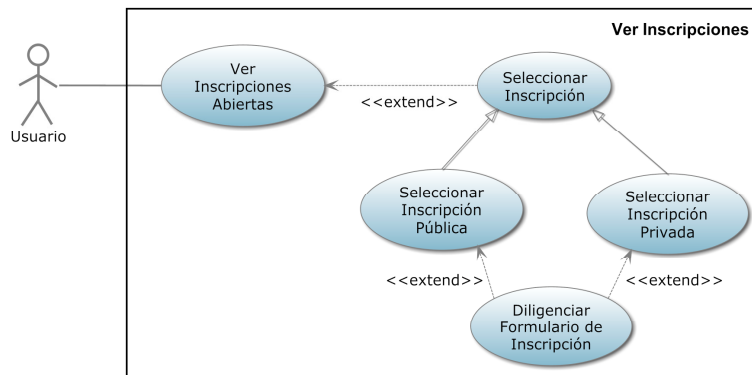 Ver Inscripciones
Ver
Inscripciones
Abiertas
Seleccionar
Inscripción
<<extend>>
Usuario
Seleccionar
Inscripción
Pública
Seleccionar
Inscripción
Privada
<<extend>>
<<extend>>
Diligenciar
Formulario de
Inscripción